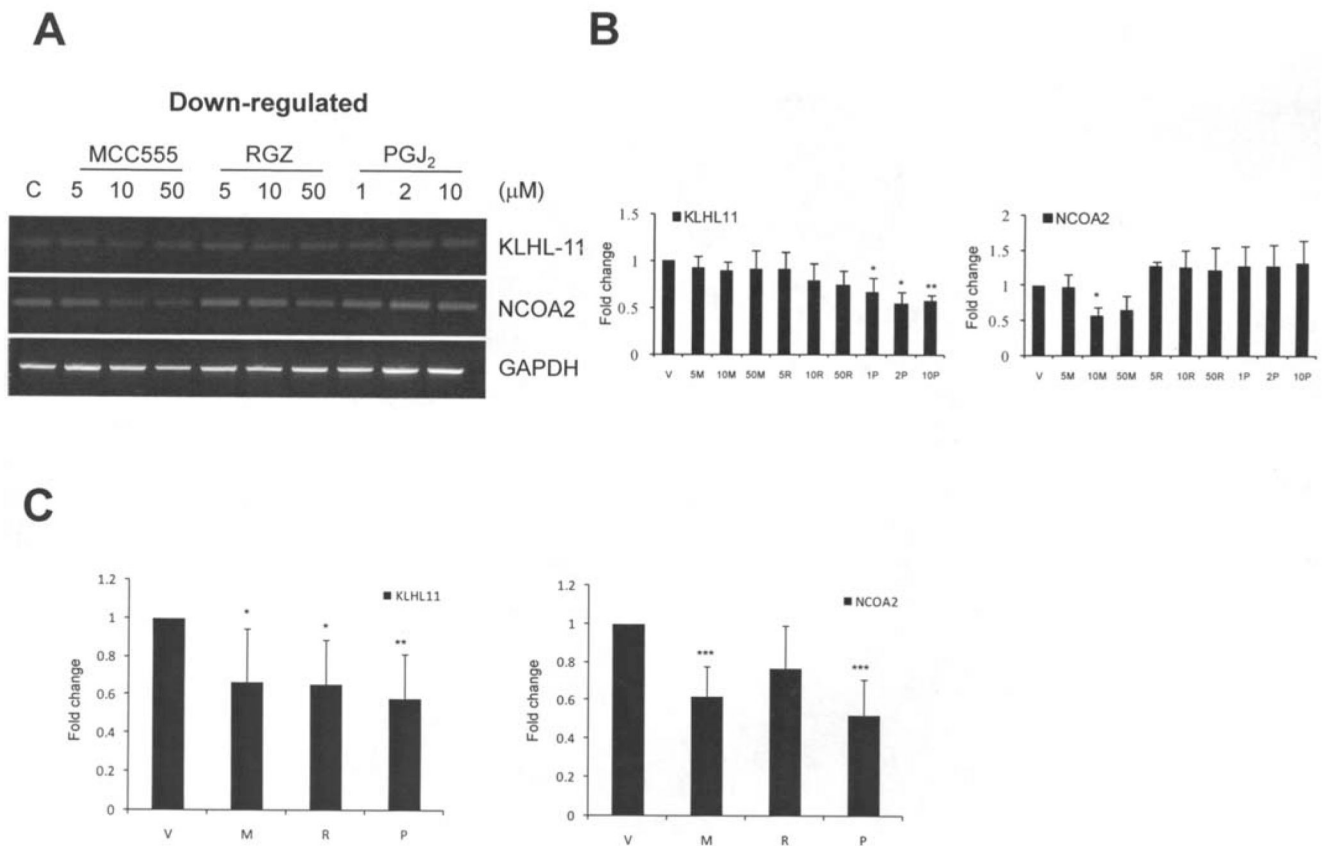 A
B
Down-regulated
MCC555 RGZ PGJ₂
C 5 10 50 5 10 50 1 2 10 (μM)
KLHL-11
NCOA2
GAPDH
1.5
1
0.5
0
Fold change
KLHL11
* * **
V 5M 10M 50M 5R 10R 50R 1P 2P 10P
2
1.5
1
0.5
0
Fold change
NCOA2
*
V 5M 10M 50M 5R 10R 50R 1P 2P 10P
C
1.2
1
0.8
0.6
0.4
0.2
0
Fold change
KLHL11
* * **
V M R P
1.2
1
0.8
0.6
0.4
0.2
0
Fold change
NCOA2
*** ***
V M R P